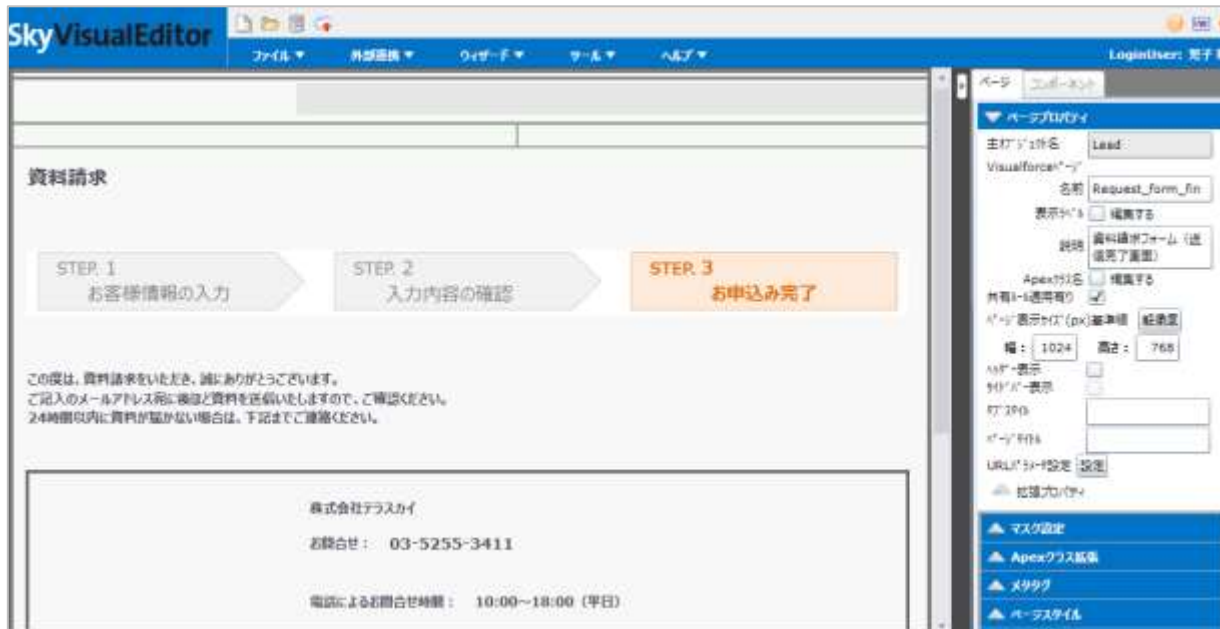 SkyVisualEditor
ファイル ▼ 外部連携 ▼ ウィザード ▼ ツール ▼ ヘルプ ▼
LoginUser:
ページ コンポーネント
資料請求
STEP. 1
お客様情報の入力
STEP. 2
入力内容の確認
STEP. 3
お申込み完了
この度は、資料請求をいただき、誠にありがとうございます。
ご記入のメールアドレス宛に後ほど資料を送信いたしますので、ご確認ください。
24時間以内に資料が届かない場合は、下記までご連絡ください。
株式会社テラスカイ
お問合せ: 03-5255-3411
電話によるお問合せ時間: 10:00～18:00 (平日)
ページプロパティ
主オブジェクト名 Lead
Visualforceページ
名前 Request_form_fin
表示ラベル 編集する
説明 資料請求フォーム (送信完了画面)
Apexクラス名 編集する
共有ルール適用有り
ページ表示サイズ(px)基準値 解像度
幅: 1024 高さ: 768
ヘッダー表示
サイドバー表示
タブスタイル
ページタイトル
URLパラメータ設定 設定
拡張プロパティ
マスク設定
Apexクラス拡張
メタタグ
ページスタイル